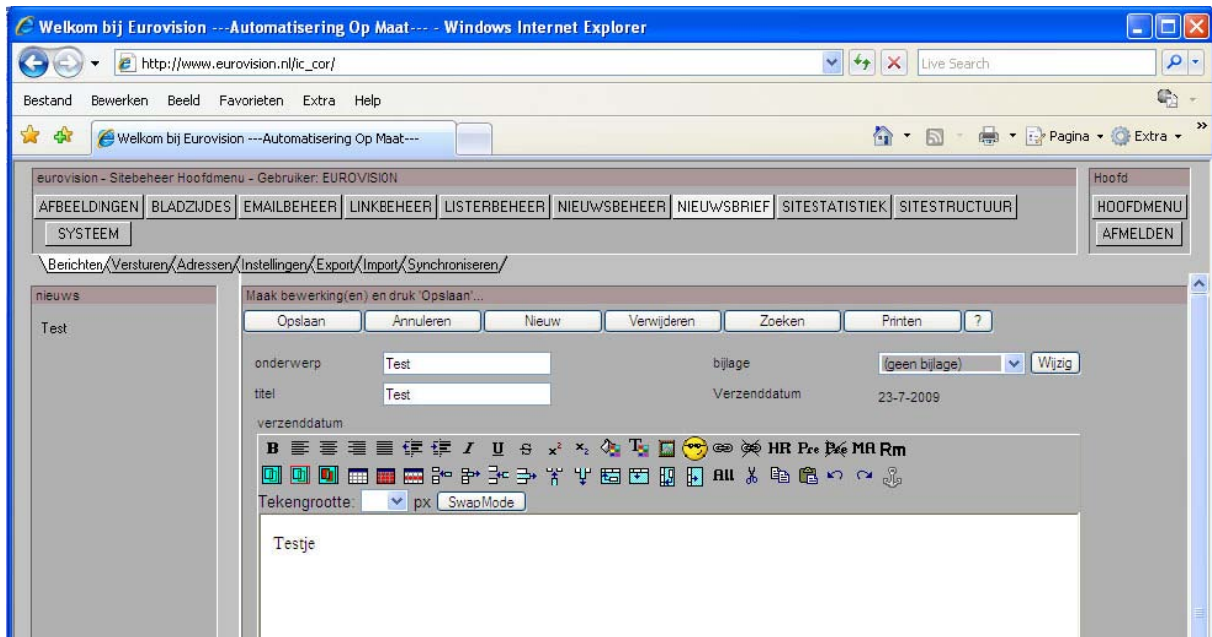 Welkom bij Eurovision ---Automatisering Op Maat--- - Windows Internet Explorer
http://www.eurovision.nl/ic_cor/
Live Search
Bestand Bewerken Beeld Favorieten Extra Help
Welkom bij Eurovision ---Automatisering Op Maat---
Pagina Extra »
eurovision - Sitebeheer Hoofdmenu - Gebruiker: EUROVISION
Hoofd
AFBEELDINGEN BLADZIJDES EMAILBEHEER LINKBEHEER LISTERBEHEER NIEUWSBEHEER NIEUWSBRIEF SITESTATISTIEK SITESTRUCTUUR
HOOFDMENU
SYSTEEM
AFMELDEN
\Berichten/\Versturen/\Adressen/\Instellingen/\Export/\Import/\Synchroniseren/
nieuws
Test
Maak bewerking(en) en druk 'Opslaan'...
Opslaan Annuleren Nieuw Verwijderen Zoeken Printen ?
onderwerp Test bijlage (geen bijlage) Wijzig
titel Test Verzenddatum 23-7-2009
verzenddatum
B I U S x² x₂ T HR Pre Pre MA Rm
All
Tekengrootte: px SwapMode
Testje